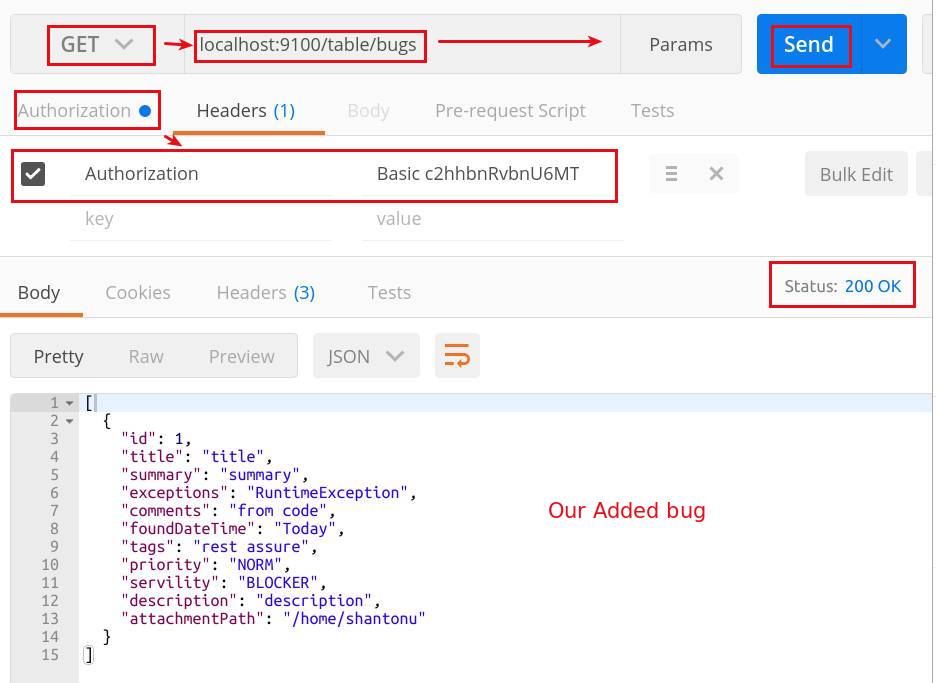 GET localhost:9100/table/bugs Params Send
Authorization Headers (1) Body Pre-request Script Tests
Authorization Basic c2hhbnRvbnU6MT Bulk Edit
key value
Body Cookies Headers (3) Tests Status: 200 OK
Pretty Raw Preview JSON
1 [
2 {
3 "id": 1,
4 "title": "title",
5 "summary": "summary",
6 "exceptions": "RuntimeException",
7 "comments": "from code",
8 "foundDateTime": "Today",
9 "tags": "rest assure",
10 "priority": "NORM",
11 "servility": "BLOCKER",
12 "description": "description",
13 "attachmentPath": "/home/shantonu"
14 }
15 ]
Our Added bug